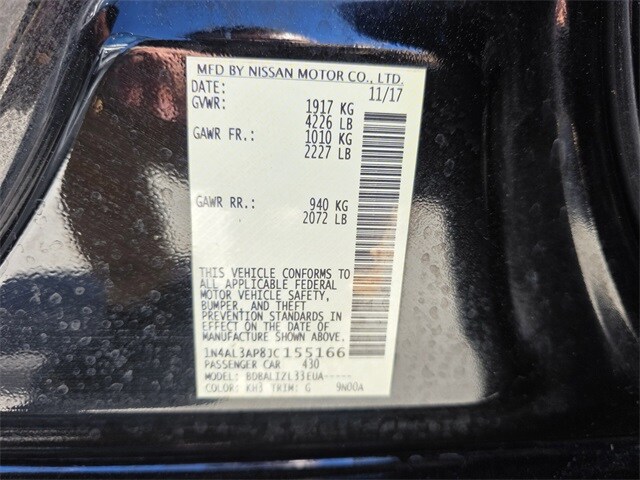 MFD BY NISSAN MOTOR CO., LTD.
DATE: 11/17
GVWR: 1917 KG
4226 LB
GAWR FR.: 1010 KG
2227 LB
GAWR RR.: 940 KG
2072 LB
THIS VEHICLE CONFORMS TO
ALL APPLICABLE FEDERAL
MOTOR VEHICLE SAFETY,
BUMPER, AND THEFT
PREVENTION STANDARDS IN
EFFECT ON THE DATE OF
MANUFACTURE SHOWN ABOVE.
1N4AL3AP8JC155166
PASSENGER CAR 430
MODEL: BDBALIZL33EUA-----
COLOR: KH3 TRIM: G 9N00A